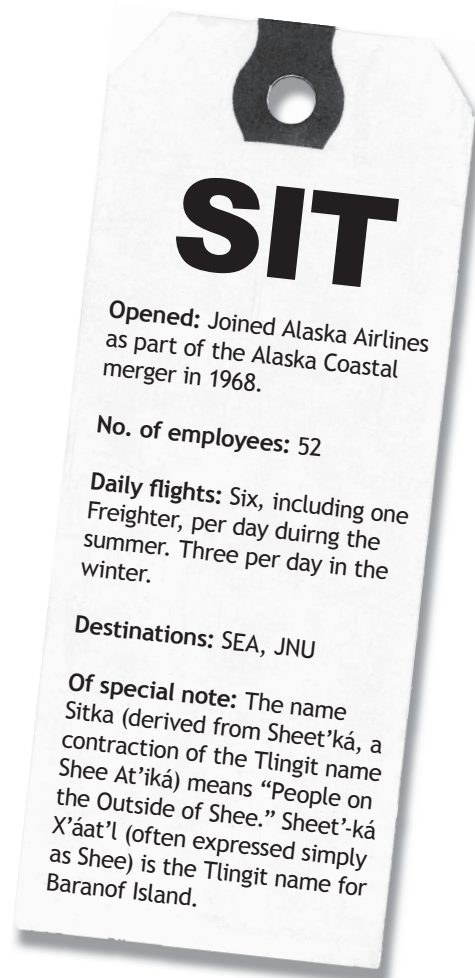 SIT
Opened: Joined Alaska Airlines
as part of the Alaska Coastal
merger in 1968.
No. of employees: 52
Daily flights: Six, including one
Freighter, per day duirng the
summer. Three per day in the
winter.
Destinations: SEA, JNU
Of special note: The name
Sitka (derived from Sheet’ká, a
contraction of the Tlingit name
Shee At’iká) means “People on
the Outside of Shee.” Sheet’-ká
X’áat’l (often expressed simply
as Shee) is the Tlingit name for
Baranof Island.